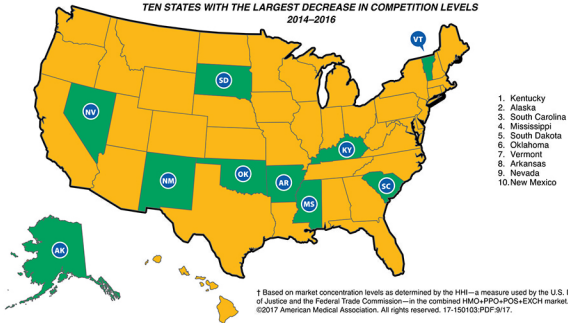 TEN STATES WITH THE LARGEST DECREASE IN COMPETITION LEVELS
2014–2016
VT
SD
NV
KY
OK
NM
AR
SC
MS
AK
1. Kentucky
2. Alaska
3. South Carolina
4. Mississippi
5. South Dakota
6. Oklahoma
7. Vermont
8. Arkansas
9. Nevada
10. New Mexico
† Based on market concentration levels as determined by the HHI—a measure used by the U.S.
of Justice and the Federal Trade Commission—in the combined HMO+PPO+POS+EXCH market.
©2017 American Medical Association. All rights reserved. 17-150103:PDF:9/17.